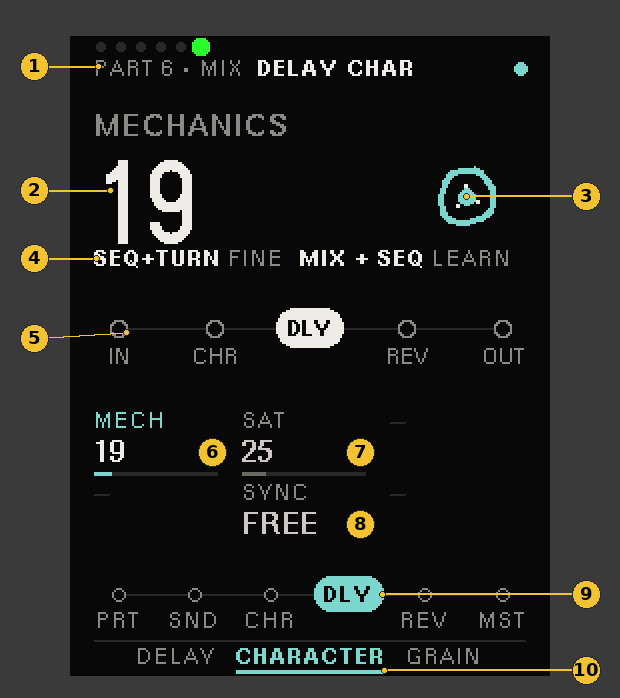 1 PART 6 · MIX DELAY CHAR
MECHANICS
2 19 3
4 SEQ+TURN FINE MIX + SEQ LEARN
5 DLY
IN CHR REV OUT
MECH SAT —
19 6 25 7
— SYNC —
FREE 8
DLY 9
PRT SND CHR REV MST
DELAY CHARACTER GRAIN
10